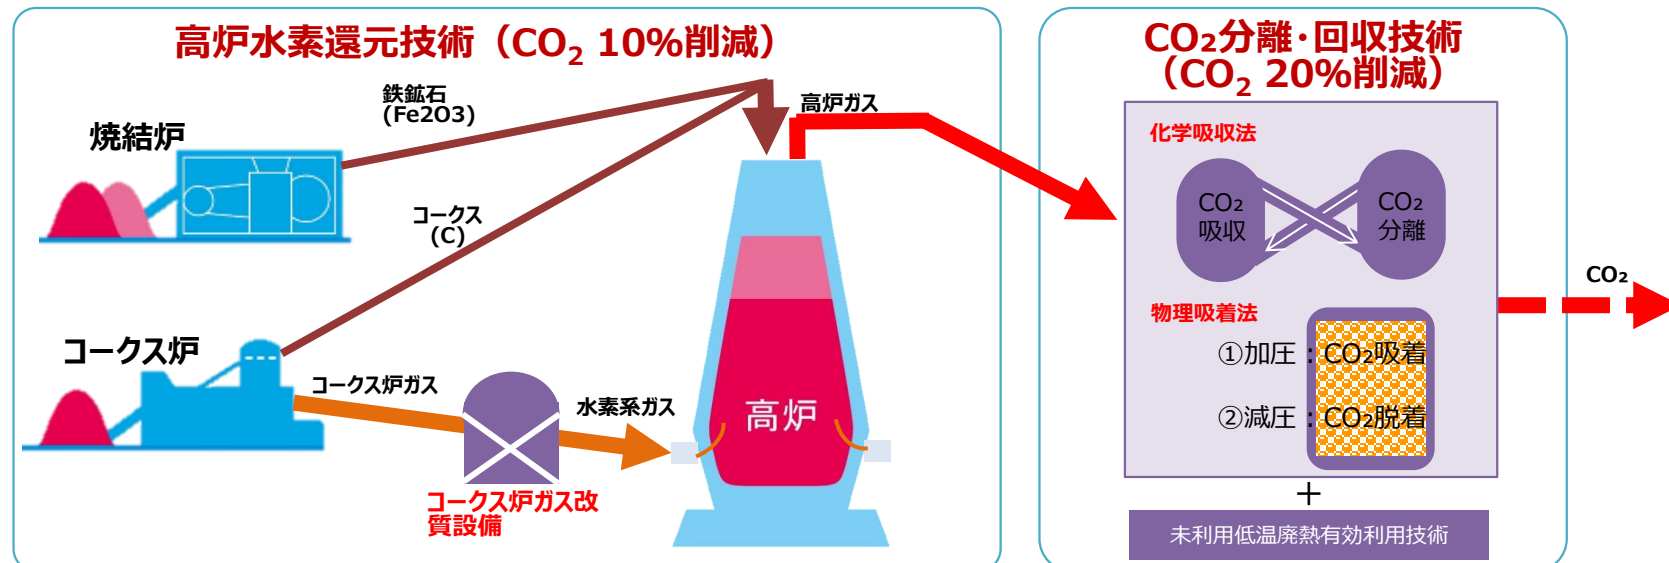 高炉水素還元技術（CO₂ 10%削減）
鉄鉱石
(Fe2O3)
高炉ガス
焼結炉
コークス
(C)
コークス炉
コークス炉ガス
水素系ガス
高炉
コークス炉ガス改
質設備
CO₂分離･回収技術
（CO₂ 20%削減）
化学吸収法
CO₂
吸収
CO₂
分離
CO₂
物理吸着法
①加圧：CO₂吸着
②減圧：CO₂脱着
＋
未利用低温廃熱有効利用技術